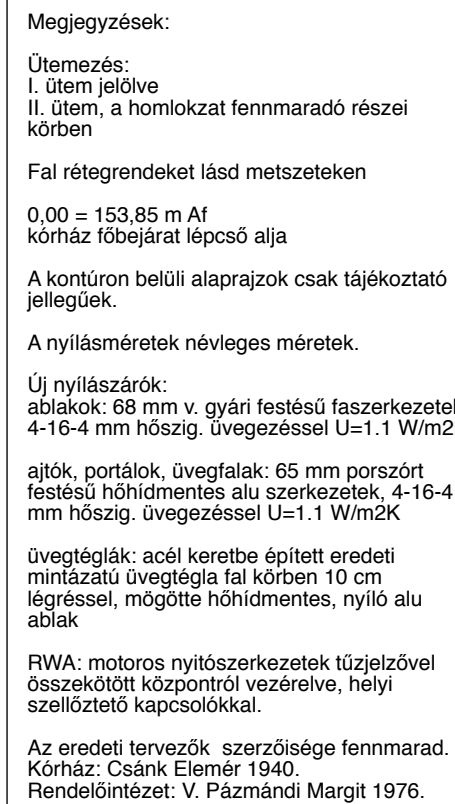 Megjegyzések:
Ütemezés:
I. ütem jelölve
II. ütem, a homlokzat fennmaradó részei
körben
Fal rétegrendeket lásd metszeteken
0,00 = 153,85 m Af
kórház főbejárat lépcső alja
A kontúron belüli alaprajzok csak tájékoztató
jellegűek.
A nyílásméretek névleges méretek.
Új nyílászárók:
ablakok: 68 mm v. gyári festésű
4-16-4 mm hőszig. üvegezéssel U=1.1 W/m2
ajtók, portálok, üvegfalak: 65 mm porszórt
festésű hőhídmentes alu szerkezetek, 4-16-4
mm hőszig. üvegezéssel U=1.1 W/m2K
üvegtéglák: acél keretbe épített eredeti
mintázatú üvegtégla fal körben 10 cm
légréssel, mögötte hőhídmentes, nyíló alu
ablak
RWA: motoros nyitószerkezetek tűzjelzővel
összekötött központról vezérelve, helyi
szellőztető kapcsolókkal.
Az eredeti tervezők szerzőisége fennmarad.
Kórház: Csánk Elemér 1940.
Rendelőintézet: V. Pázmándi Margit 1976.